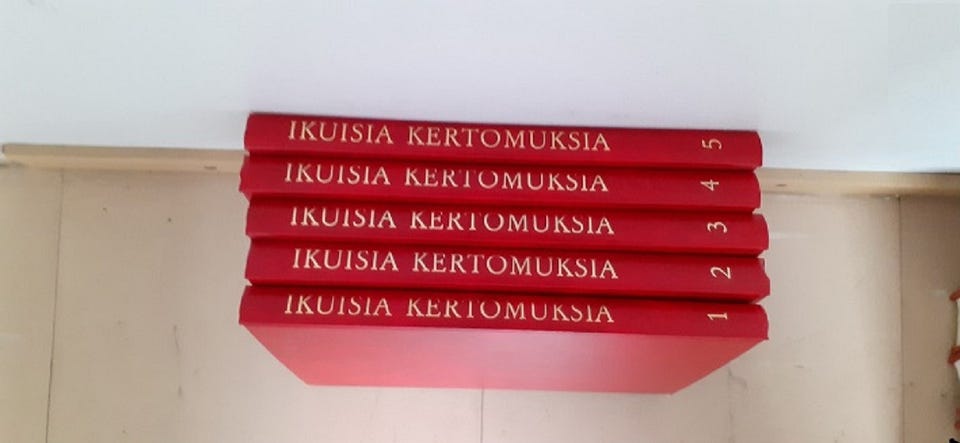 IKUISIA KERTOMUKSIA 5
IKUISIA KERTOMUKSIA 4
IKUISIA KERTOMUKSIA 3
IKUISIA KERTOMUKSIA 2
IKUISIA KERTOMUKSIA 1